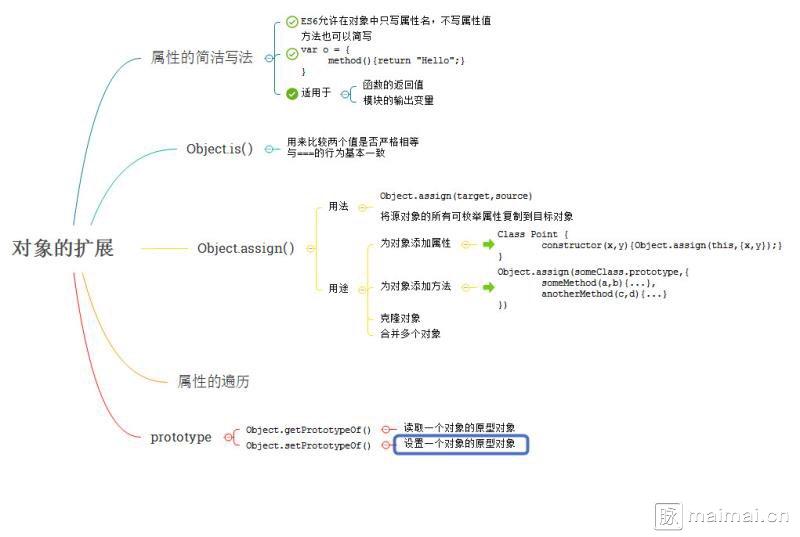 对象的扩展
属性的简洁写法
ES6允许在对象中只写属性名，不写属性值
方法也可以简写
var o = {
method(){return "Hello";}
}
适用于
函数的返回值
模块的输出变量
Object.is()
用来比较两个值是否严格相等
与===的行为基本一致
Object.assign()
用法
Object.assign(target,source)
将源对象的所有可枚举属性复制到目标对象
用途
为对象添加属性
Class Point {
constructor(x,y){Object.assign(this,{x,y});}
}
为对象添加方法
Object.assign(someClass.prototype,{
someMethod(a,b){...},
anotherMethod(c,d){...}
})
克隆对象
合并多个对象
属性的遍历
prototype
Object.getPrototypeOf()
读取一个对象的原型对象
Object.setPrototypeOf()
设置一个对象的原型对象
脉 maimai.cn